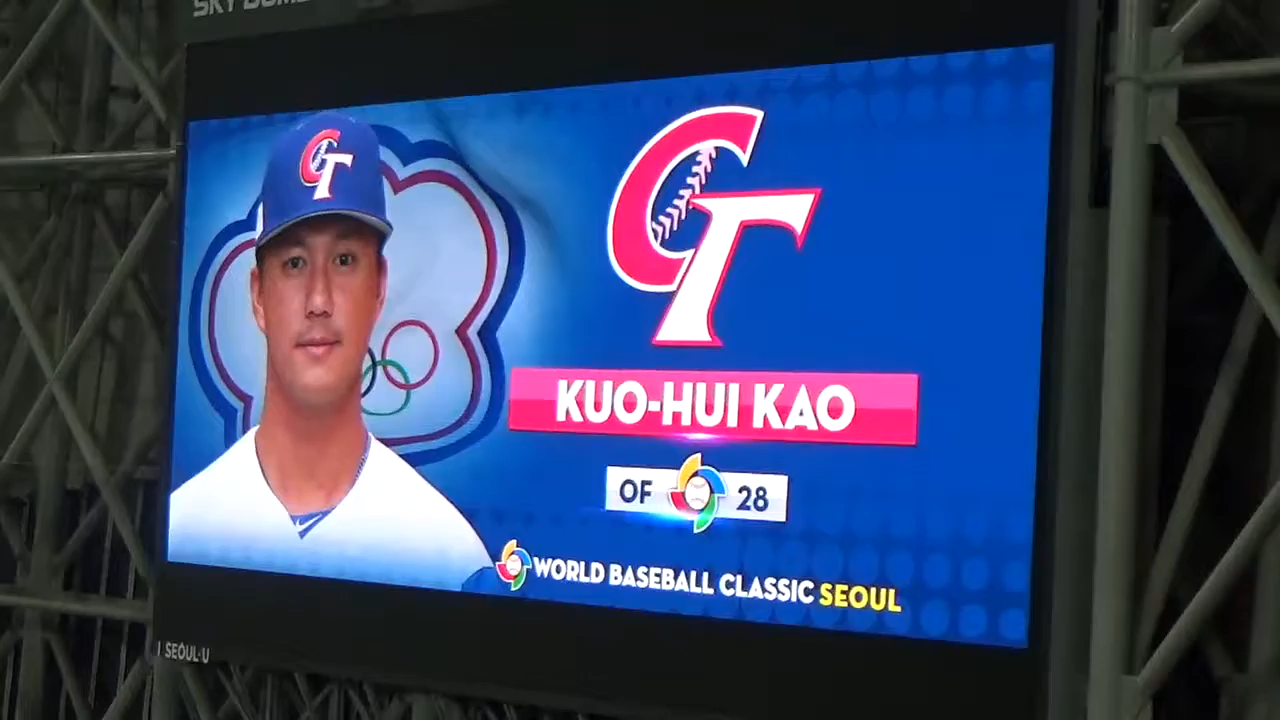 SKY DOME
CT
CT
KUO-HUI KAO
OF 28
WORLD BASEBALL CLASSIC SEOUL
I SEOUL U